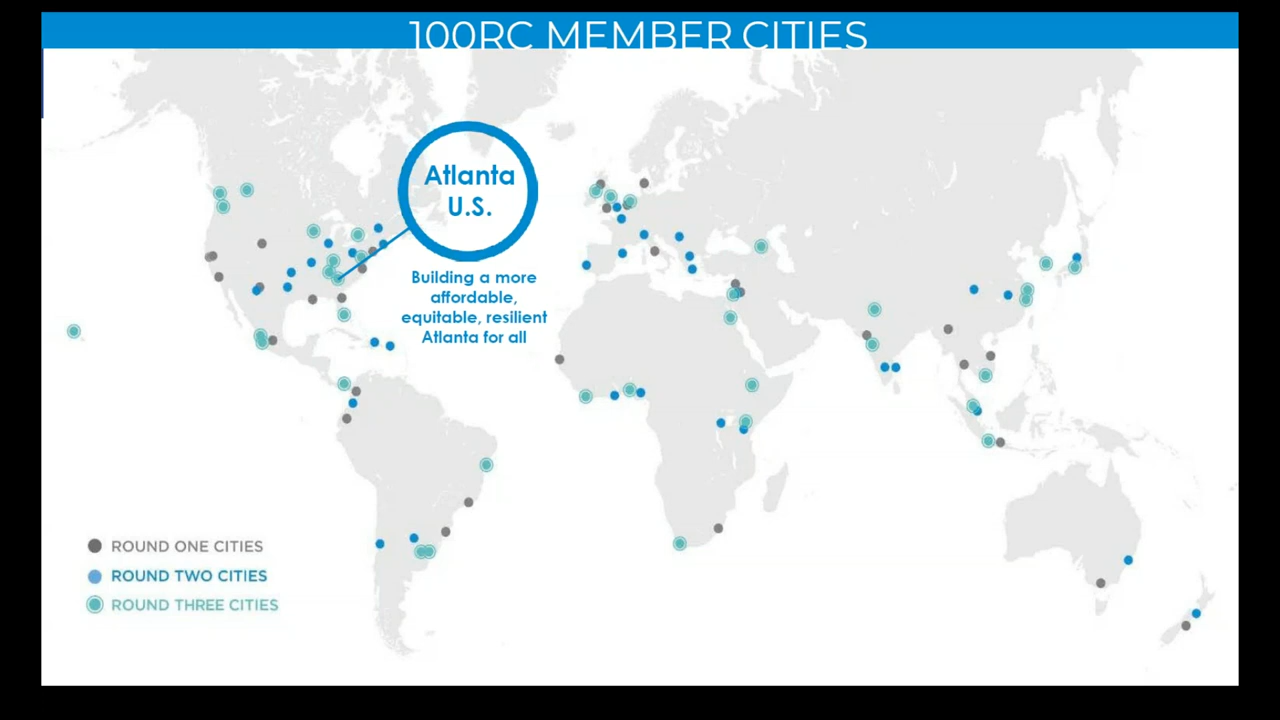 100RC MEMBER CITIES
Atlanta
U.S.
Building a more
affordable,
equitable, resilient
Atlanta for all
ROUND ONE CITIES
ROUND TWO CITIES
ROUND THREE CITIES